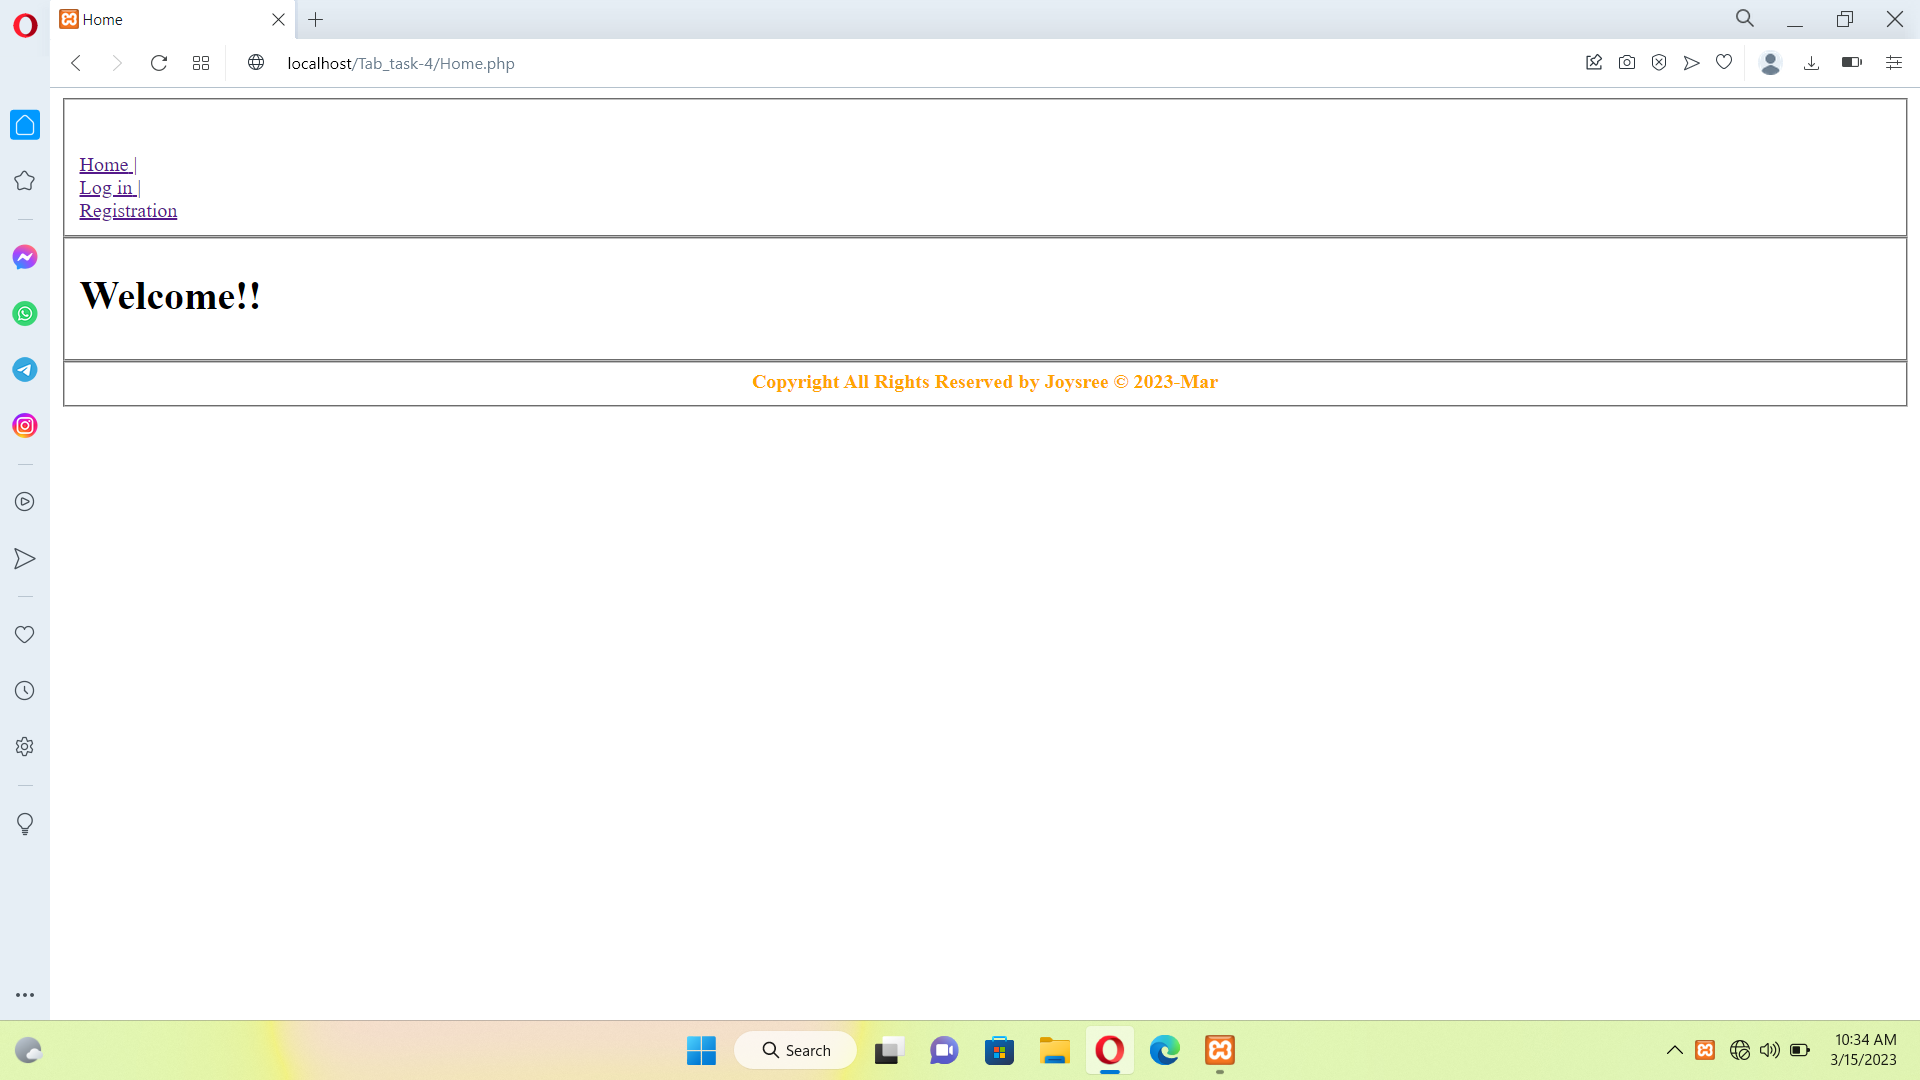 Home
localhost/Tab_task-4/Home.php
Home |
Log in |
Registration
Welcome!!
Copyright All Rights Reserved by Joysree © 2023-Mar
Search
10:34 AM
3/15/2023